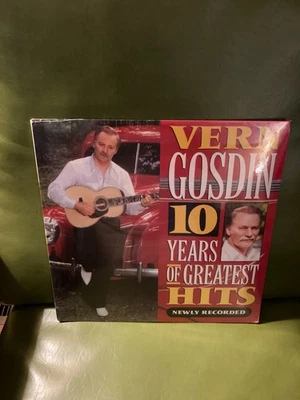 VERN
GOSDIN
10
YEARS
OF GREATEST
HITS
NEWLY RECORDED